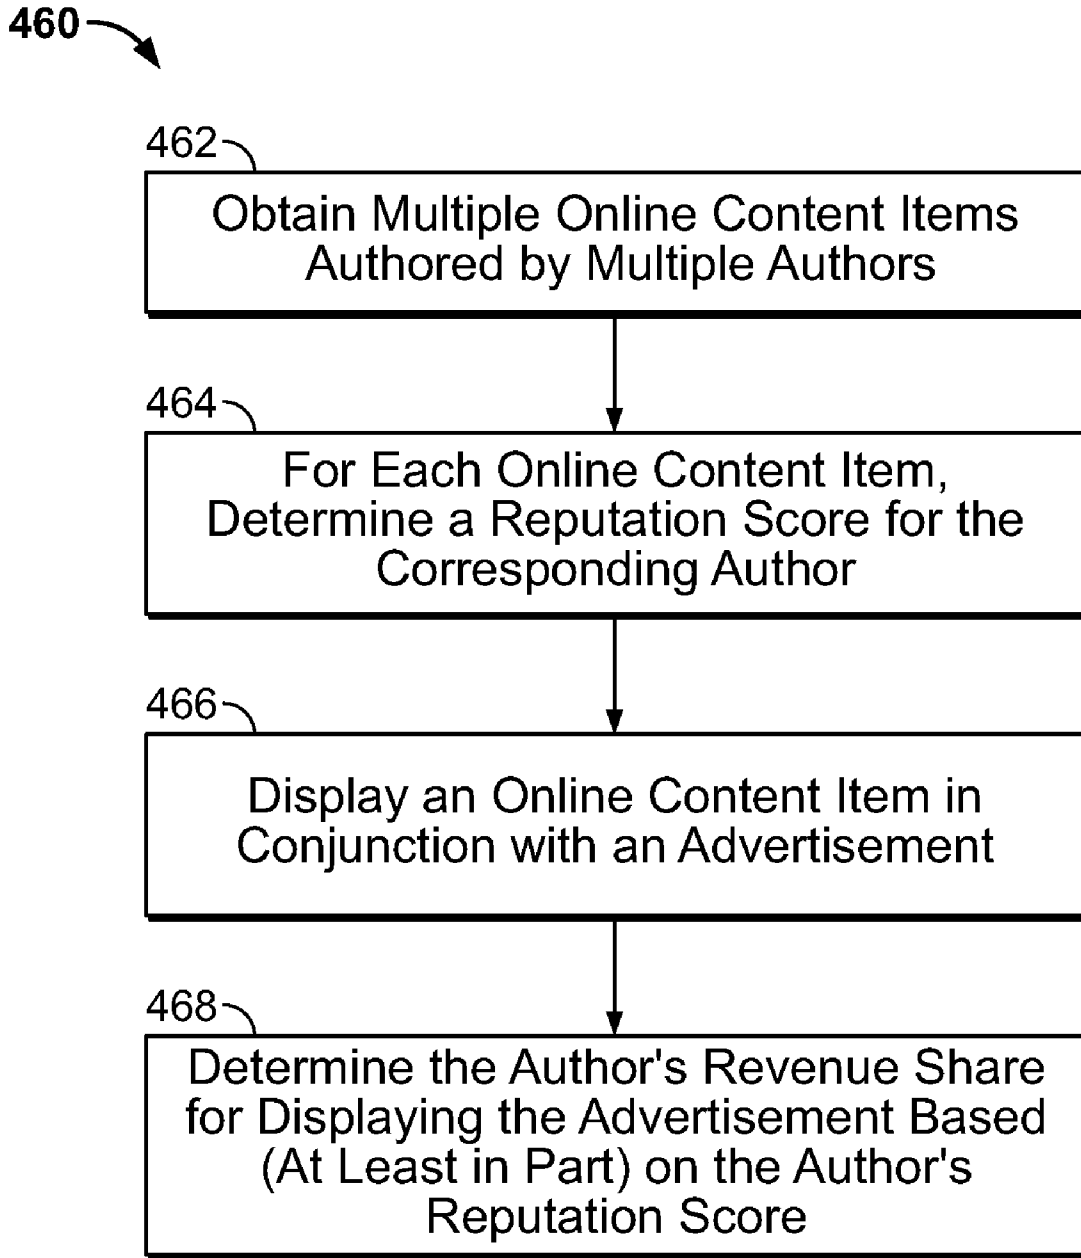 460
462
Obtain Multiple Online Content Items
Authored by Multiple Authors
464
For Each Online Content Item,
Determine a Reputation Score for the
Corresponding Author
466
Display an Online Content Item in
Conjunction with an Advertisement
468
Determine the Author's Revenue Share
for Displaying the Advertisement Based
(At Least in Part) on the Author's
Reputation Score